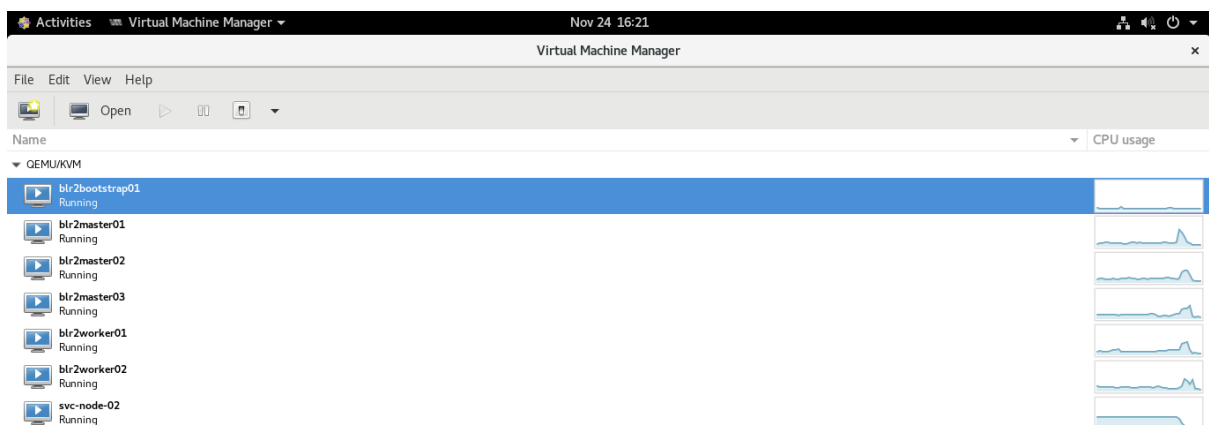 Activities Virtual Machine Manager Nov 24 16:21
Virtual Machine Manager
File Edit View Help
Open
Name CPU usage
QEMU/KVM
blr2bootstrap01
Running
blr2master01
Running
blr2master02
Running
blr2master03
Running
blr2worker01
Running
blr2worker02
Running
svc-node-02
Running